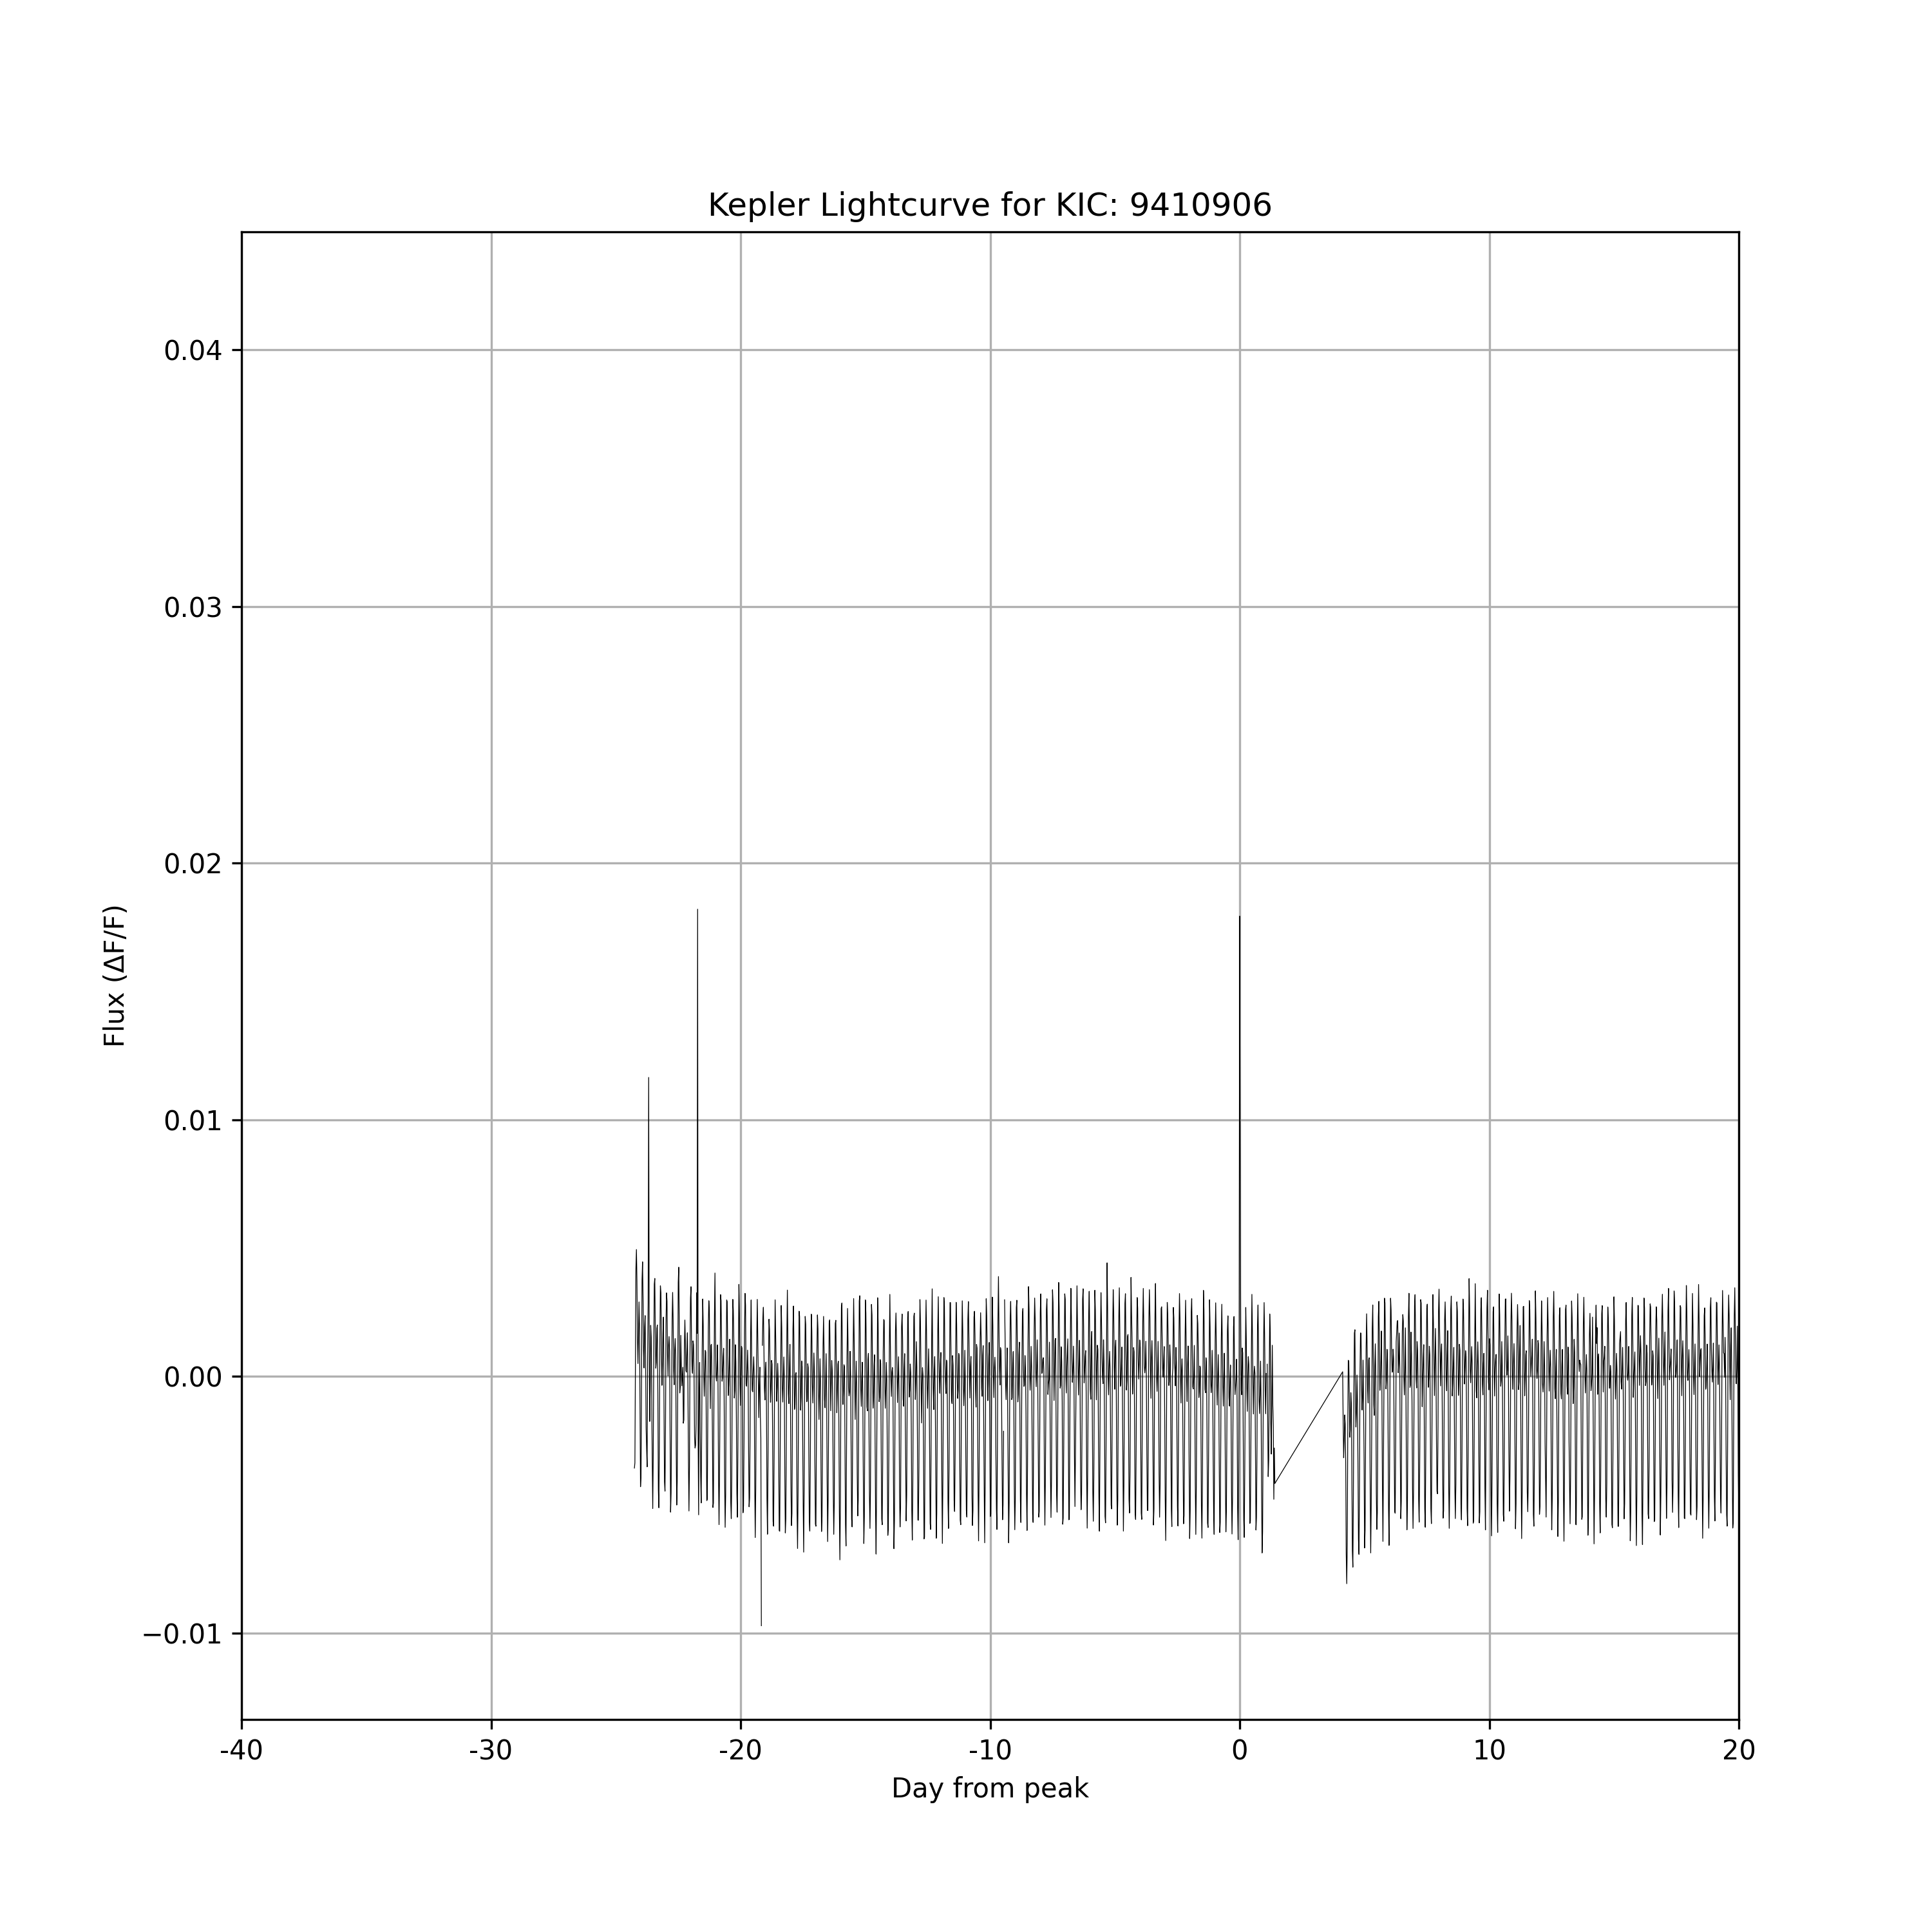 Kepler Lightcurve for KIC: 9410906
Flux (ΔF/F)
0.04
0.03
0.02
0.01
0.00
−0.01
-40 -30 -20 -10 0 10 20
Day from peak